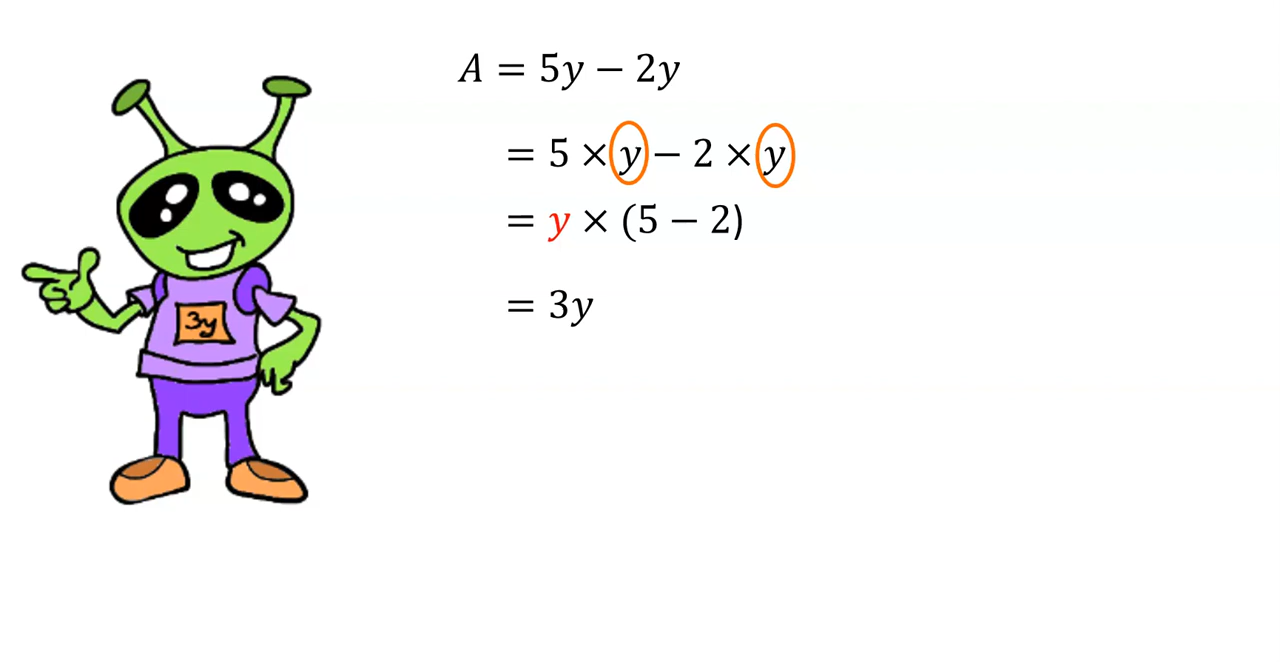 A = 5y − 2y
= 5 × y − 2 × y
= y × (5 − 2)
= 3y
3y